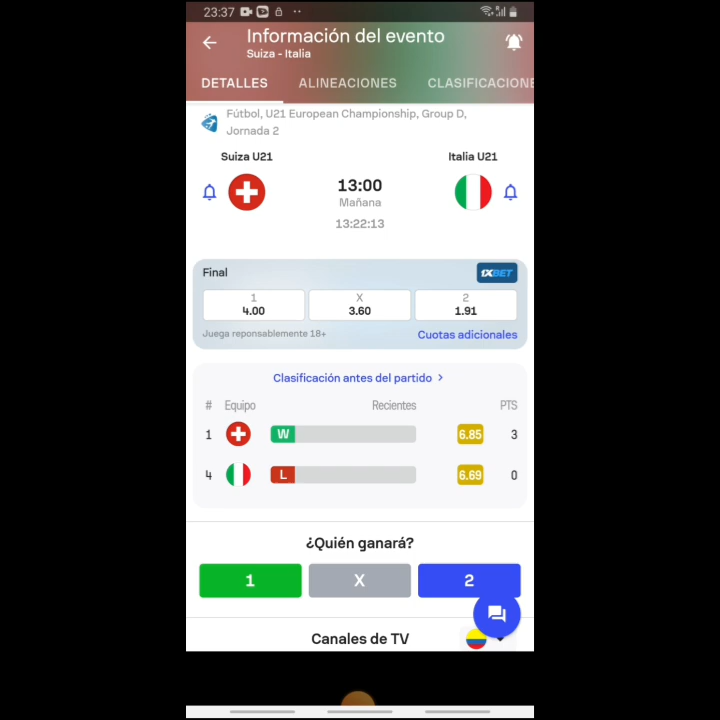 23:37
Información del evento
Suiza - Italia
DETALLES ALINEACIONES CLASIFICACIONE
Fútbol, U21 European Championship, Group D,
Jornada 2
Suiza U21 Italia U21
13:00
Mañana
13:22:13
Final 1XBET
1 X 2
4.00 3.60 1.91
Juega reponsablemente 18+ Cuotas adicionales
Clasificación antes del partido >
# Equipo Recientes PTS
1 W 6.85 3
4 L 6.69 0
¿Quién ganará?
1 X 2
Canales de TV